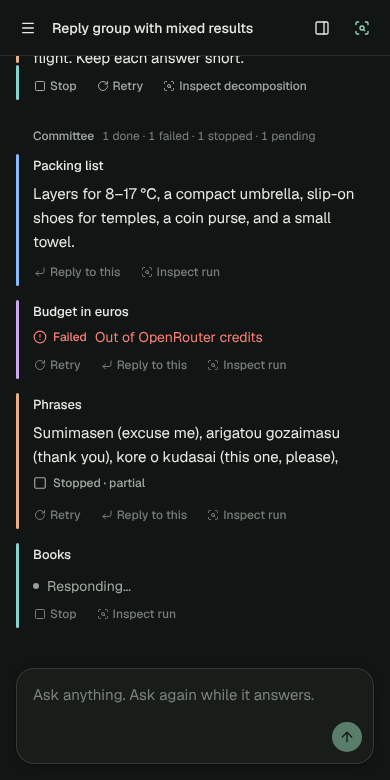 Reply group with mixed results
flight. Keep each answer short.
Stop Retry Inspect decomposition
Committee 1 done · 1 failed · 1 stopped · 1 pending
Packing list
Layers for 8–17 °C, a compact umbrella, slip-on
shoes for temples, a coin purse, and a small
towel.
Reply to this Inspect run
Budget in euros
Failed Out of OpenRouter credits
Retry Reply to this Inspect run
Phrases
Sumimasen (excuse me), arigatou gozaimasu
(thank you), kore o kudasai (this one, please),
Stopped · partial
Retry Reply to this Inspect run
Books
Responding...
Stop Inspect run
Ask anything. Ask again while it answers.